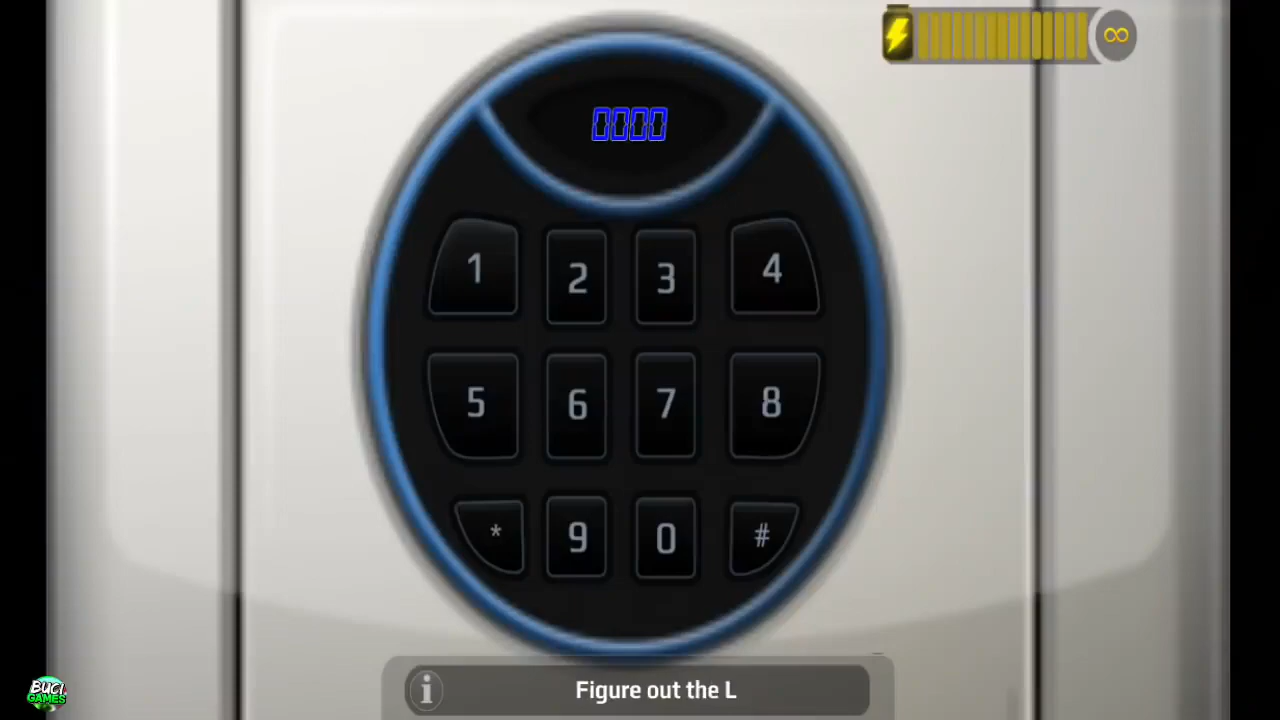 ∞
0000
1 2 3 4
5 6 7 8
* 9 0 #
i
Figure out the L
BUCI
GAMES